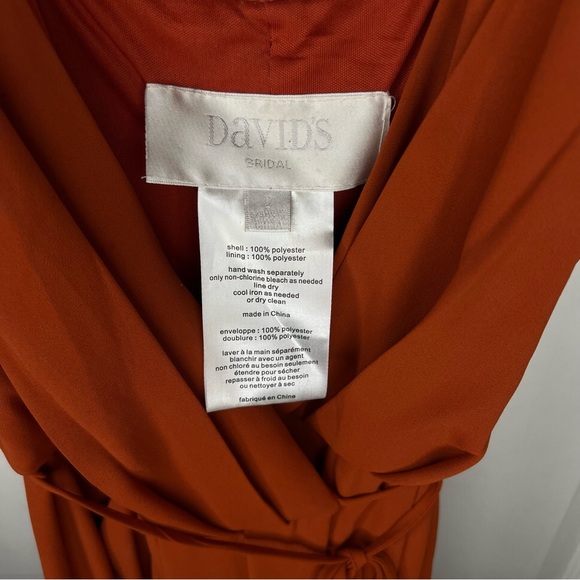 DaVID'S
BRIDAL
shell : 100% polyester
lining : 100% polyester
hand wash separately
only non-chlorine bleach as needed
line dry
cool iron as needed
or dry clean
made in China
enveloppe : 100% polyester
doublure : 100% polyester
laver à la main séparément
blanchir avec un agent
non chloré au besoin seulement
étendre pour sécher
repasser à froid au besoin
ou nettoyer à sec
fabriqué en Chine